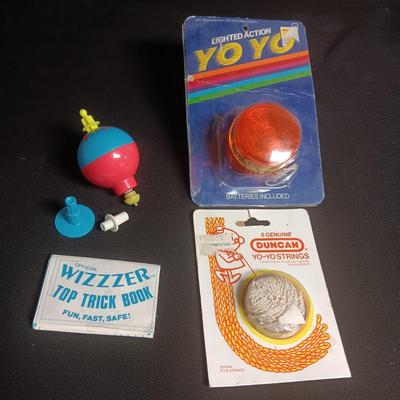 LIGHTED ACTION
YO YO
BATTERIES INCLUDED
5 GENUINE
DUNCAN
YO-YO STRINGS
OFFICIAL
WIZZZER
TOP TRICK BOOK
FUN, FAST, SAFE!